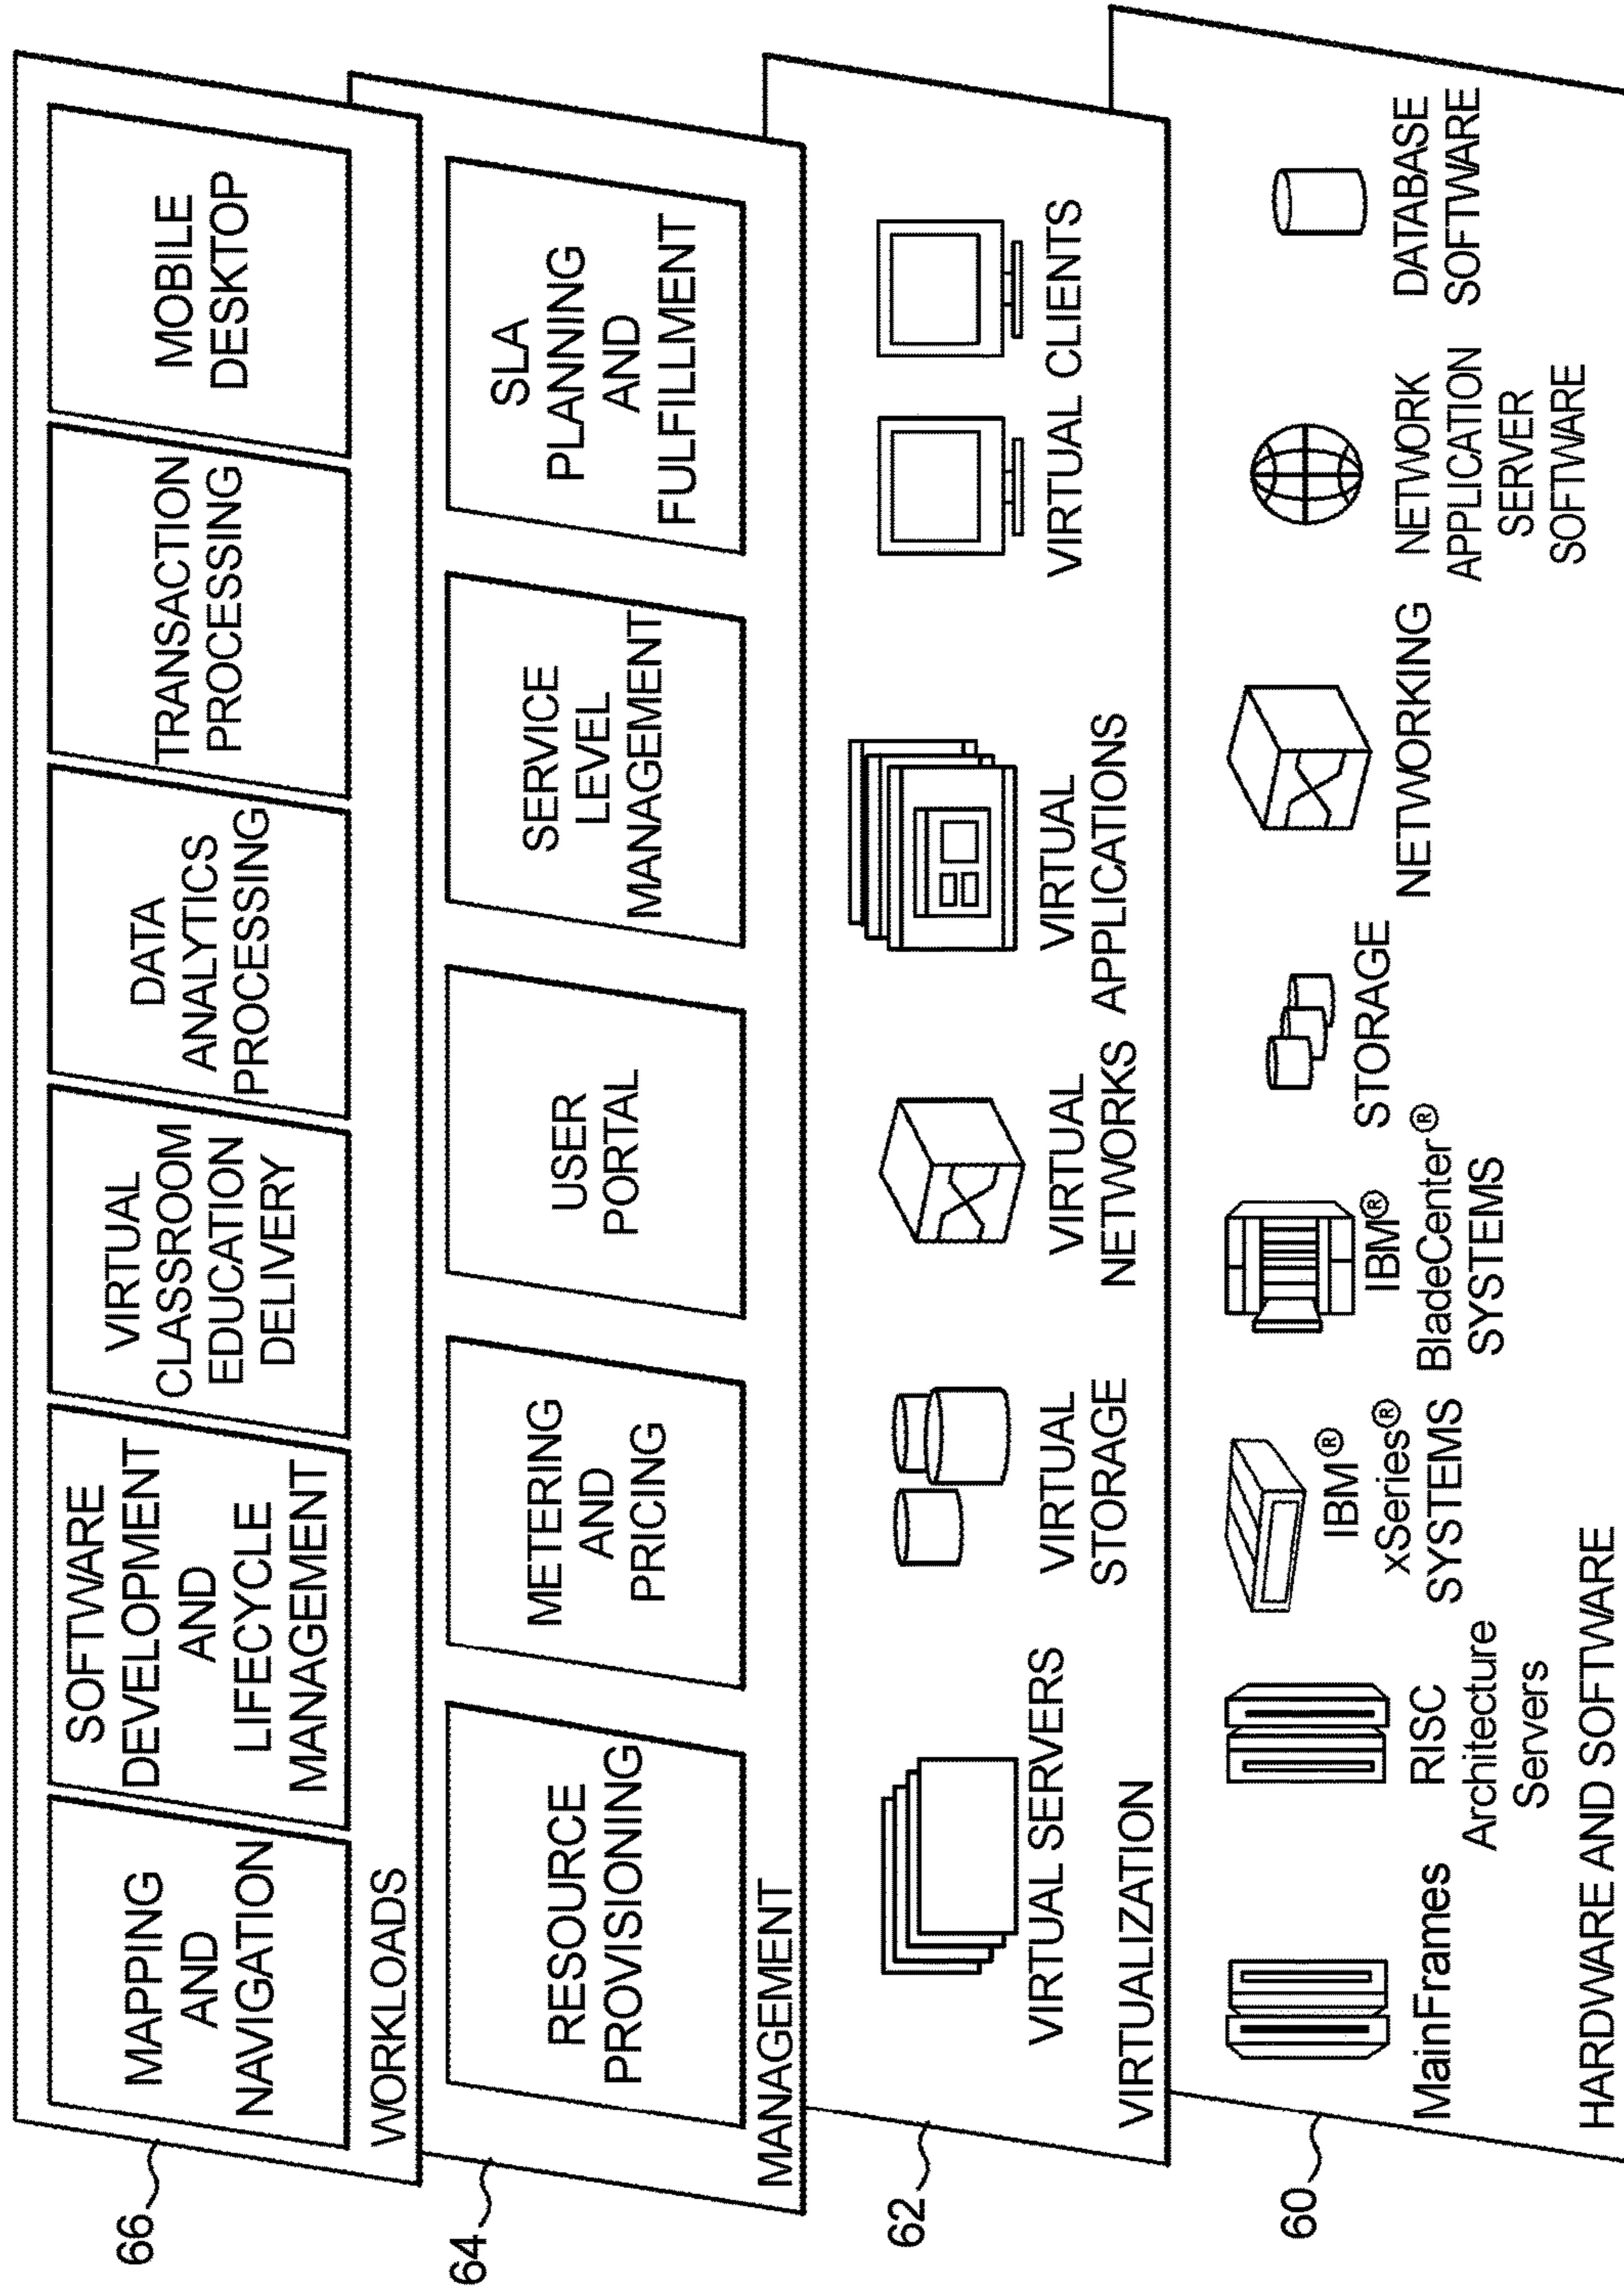 66
MAPPING
AND
NAVIGATION
SOFTWARE
DEVELOPMENT
AND
LIFECYCLE
MANAGEMENT
VIRTUAL
CLASSROOM
EDUCATION
DELIVERY
DATA
ANALYTICS
PROCESSING
TRANSACTION
PROCESSING
MOBILE
DESKTOP
WORKLOADS
64
RESOURCE
PROVISIONING
METERING
AND
PRICING
USER
PORTAL
SERVICE
LEVEL
MANAGEMENT
SLA
PLANNING
AND
FULFILLMENT
MANAGEMENT
62
VIRTUAL SERVERS
VIRTUAL
STORAGE
VIRTUAL
NETWORKS
VIRTUAL
APPLICATIONS
VIRTUAL CLIENTS
VIRTUALIZATION
60
MainFrames
RISC
Architecture
Servers
IBM®
xSeries®
SYSTEMS
IBM®
BladeCenter®
SYSTEMS
STORAGE
NETWORKING
NETWORK
APPLICATION
SERVER
SOFTWARE
DATABASE
SOFTWARE
HARDWARE AND SOFTWARE